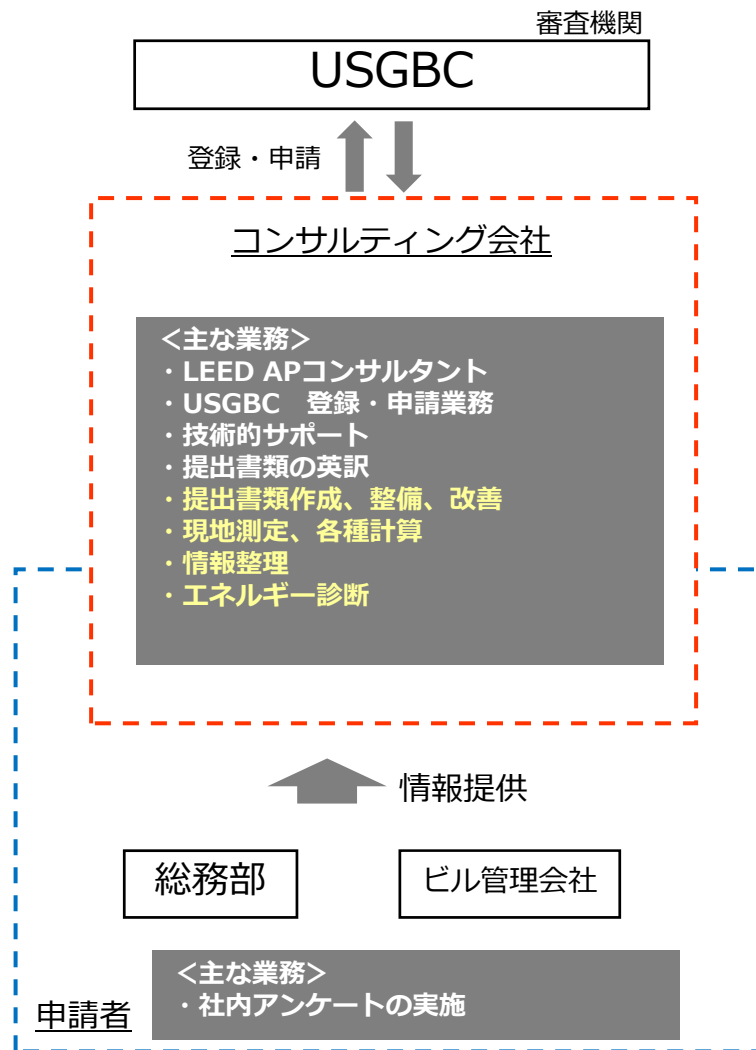 審査機関
USGBC
登録・申請
コンサルティング会社
＜主な業務＞
・LEED APコンサルタント
・USGBC　登録・申請業務
・技術的サポート
・提出書類の英訳
・提出書類作成、整備、改善
・現地測定、各種計算
・情報整理
・エネルギー診断
情報提供
総務部
ビル管理会社
＜主な業務＞
・社内アンケートの実施
申請者